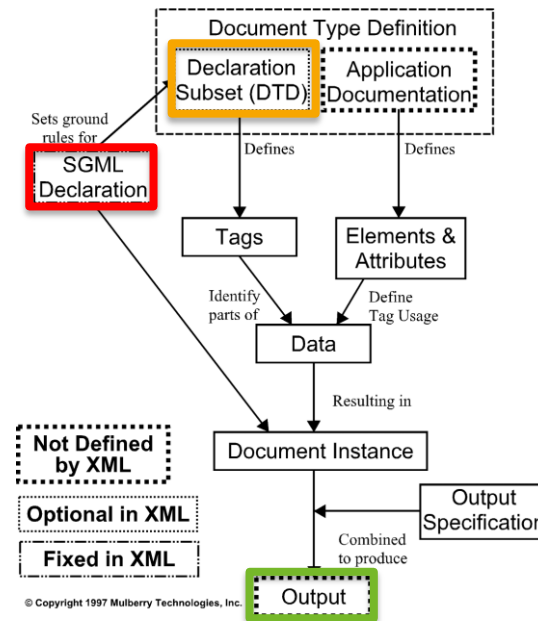 Document Type Definition
Declaration
Subset (DTD)
Application
Documentation
Sets ground
rules for
Defines
Defines
SGML
Declaration
Tags
Elements &
Attributes
Identify
parts of
Define
Tag Usage
Data
Resulting in
Not Defined
by XML
Document Instance
Optional in XML
Output
Specification
Fixed in XML
Combined
to produce
Output
© Copyright 1997 Mulberry Technologies, Inc.